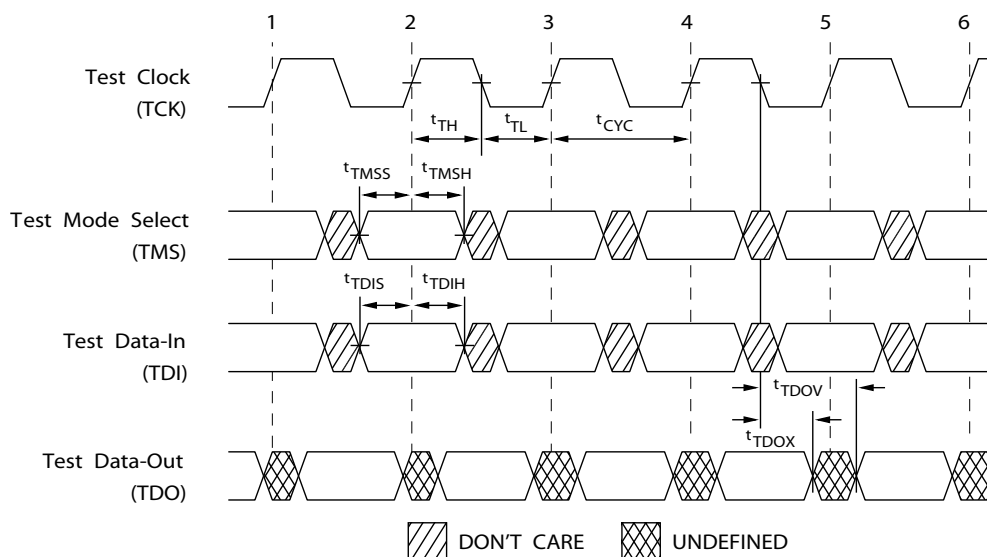 1 2 3 4 5 6
Test Clock
(TCK)
tTH tTL tCYC
tTMSS tTMSH
Test Mode Select
(TMS)
tTDIS tTDIH
Test Data-In
(TDI)
tTDOV
tTDOX
Test Data-Out
(TDO)
DON'T CARE UNDEFINED